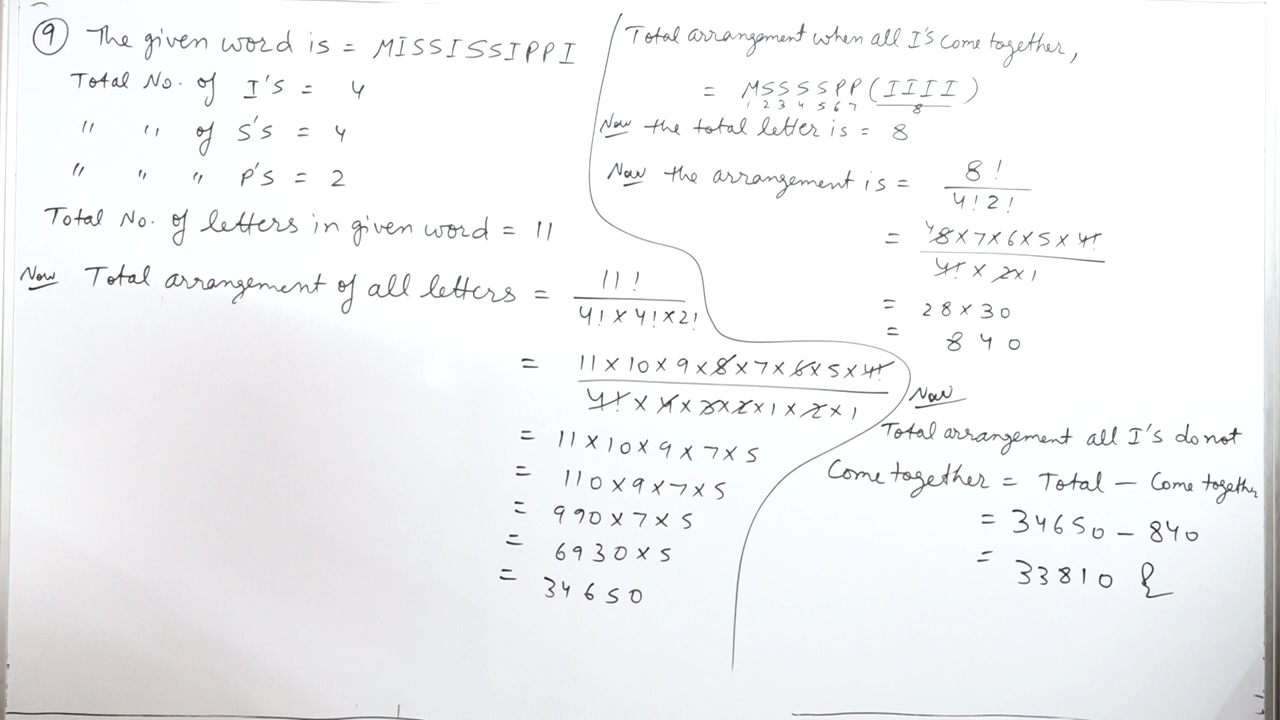 9 The given word is = MISSISSIPPI
Total No. of I's = 4
" " of S's = 4
" " " P's = 2
Total No. of letters in given word = 11
Now Total arrangement of all letters = 11! / 4! × 4! × 2!
= 11 × 10 × 9 × 8 × 7 × 6 × 5 × 4! / 4! × 4 × 3 × 2 × 1 × 2 × 1
= 11 × 10 × 9 × 7 × 5
= 110 × 9 × 7 × 5
= 990 × 7 × 5
= 6930 × 5
= 34650
Total arrangement when all I's come together,
= MSSSSPP (IIII)
1 2 3 4 5 6 7 8
Now the total letter is = 8
Now the arrangement is = 8! / 4! 2!
= 4 8 × 7 × 6 × 5 × 4! / 4! × 2 × 1
= 28 × 30
= 840
Now
Total arrangement all I's do not
Come together = Total - Come together
= 34650 - 840
= 33810